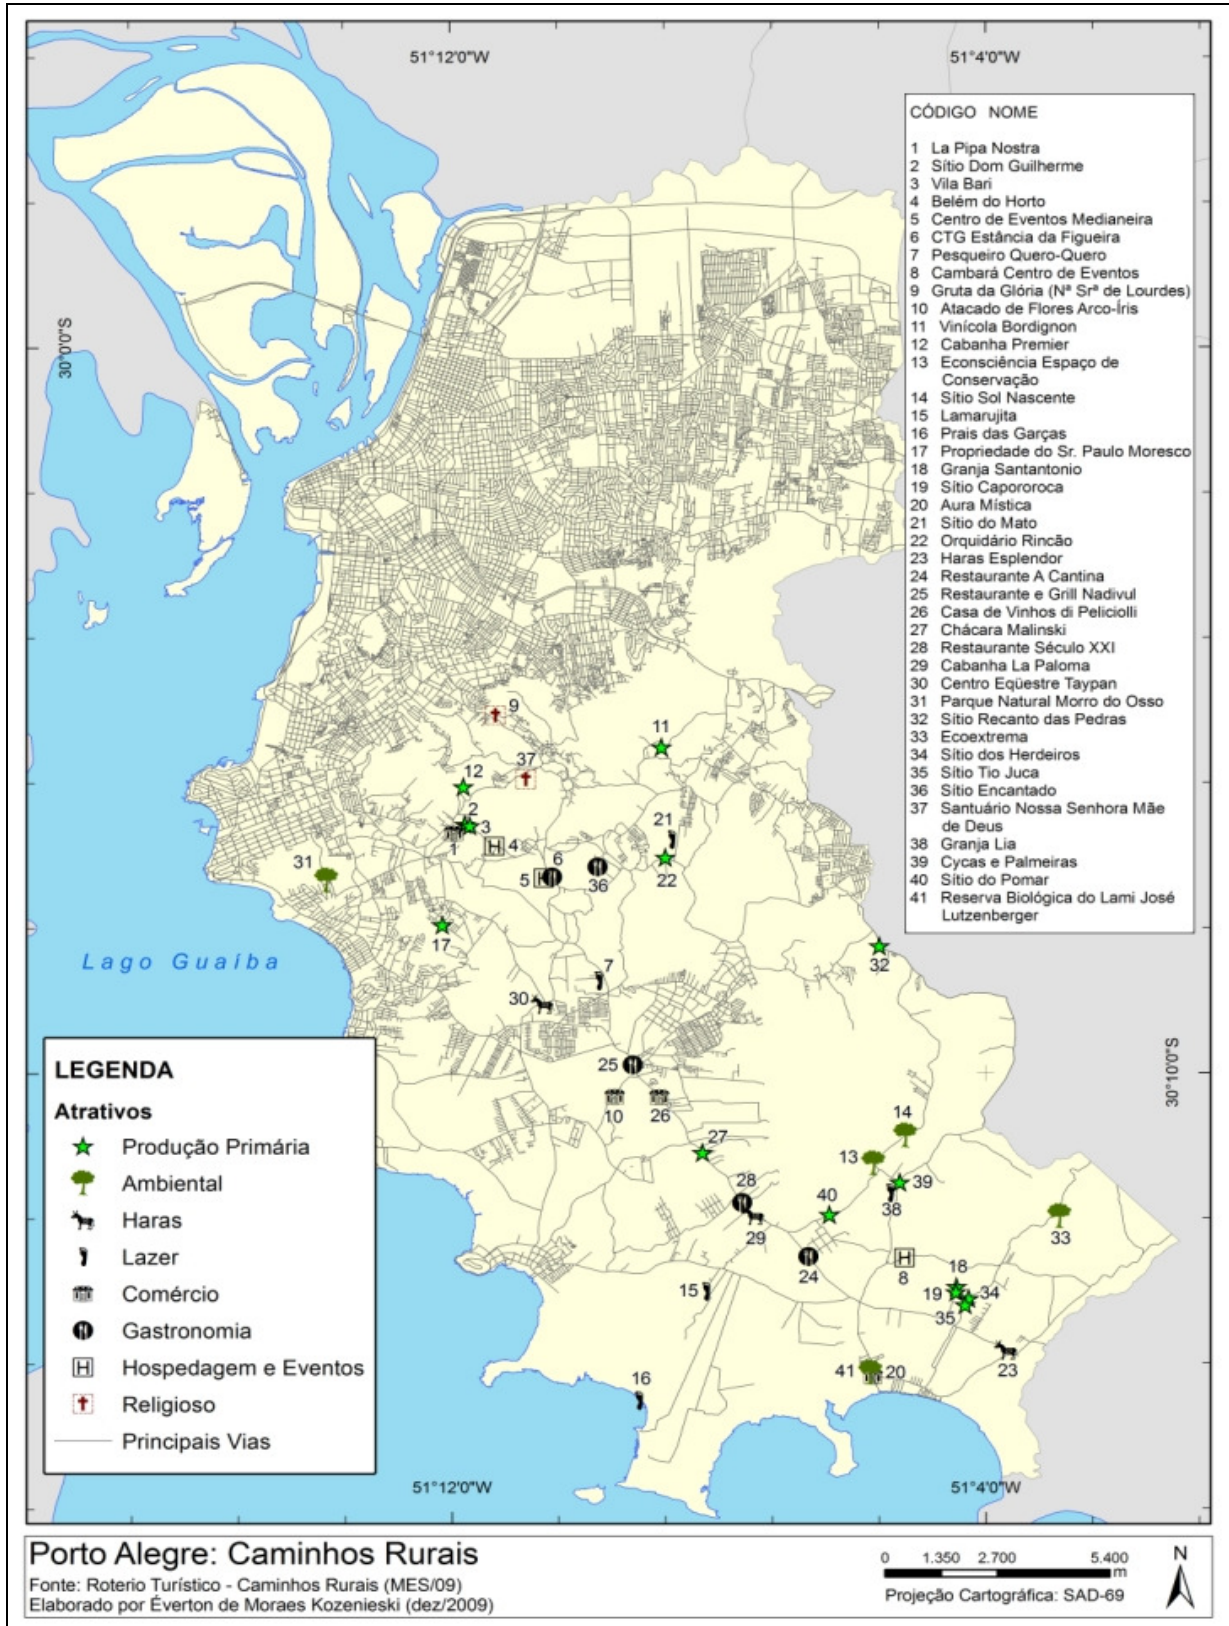 51°12'0"W
51°4'0"W
CÓDIGO NOME
1 La Pipa Nostra
2 Sítio Dom Guilherme
3 Vila Bari
4 Belém do Horto
5 Centro de Eventos Medianeira
6 CTG Estância da Figueira
7 Pesqueiro Quero-Quero
8 Cambará Centro de Eventos
9 Gruta da Glória (Nª Srª de Lourdes)
10 Atacado de Flores Arco-Íris
11 Vinícola Bordignon
12 Cabanha Premier
13 Econsciência Espaço de
Conservação
14 Sítio Sol Nascente
15 Lamarujita
16 Prais das Garças
17 Propriedade do Sr. Paulo Moresco
18 Granja Santantonio
19 Sítio Capororoca
20 Aura Mística
21 Sítio do Mato
22 Orquidário Rincão
23 Haras Esplendor
24 Restaurante A Cantina
25 Restaurante e Grill Nadivul
26 Casa de Vinhos di Peliciolli
27 Chácara Malinski
28 Restaurante Século XXI
29 Cabanha La Paloma
30 Centro Eqüestre Taypan
31 Parque Natural Morro do Osso
32 Sítio Recanto das Pedras
33 Ecoextrema
34 Sítio dos Herdeiros
35 Sítio Tio Juca
36 Sítio Encantado
37 Santuário Nossa Senhora Mãe
de Deus
38 Granja Lia
39 Cycas e Palmeiras
40 Sítio do Pomar
41 Reserva Biológica do Lami José
Lutzenberger
30°0'0"S
9
11
37
12
2
3
21
1
4
6
31
5
36
22
17
Lago Guaíba
32
7
30
25
30°10'0"S
10
26
14
27
13
39
28
38
40
29
33
24
8
18
15
19
34
35
23
41
20
16
LEGENDA
Atrativos
Produção Primária
Ambiental
Haras
Lazer
Comércio
Gastronomia
H Hospedagem e Eventos
Religioso
Principais Vias
51°12'0"W
51°4'0"W
Porto Alegre: Caminhos Rurais
Fonte: Roterio Turístico - Caminhos Rurais (MES/09)
Elaborado por Éverton de Moraes Kozenieski (dez/2009)
0 1.350 2.700 5.400
m
Projeção Cartográfica: SAD-69
N